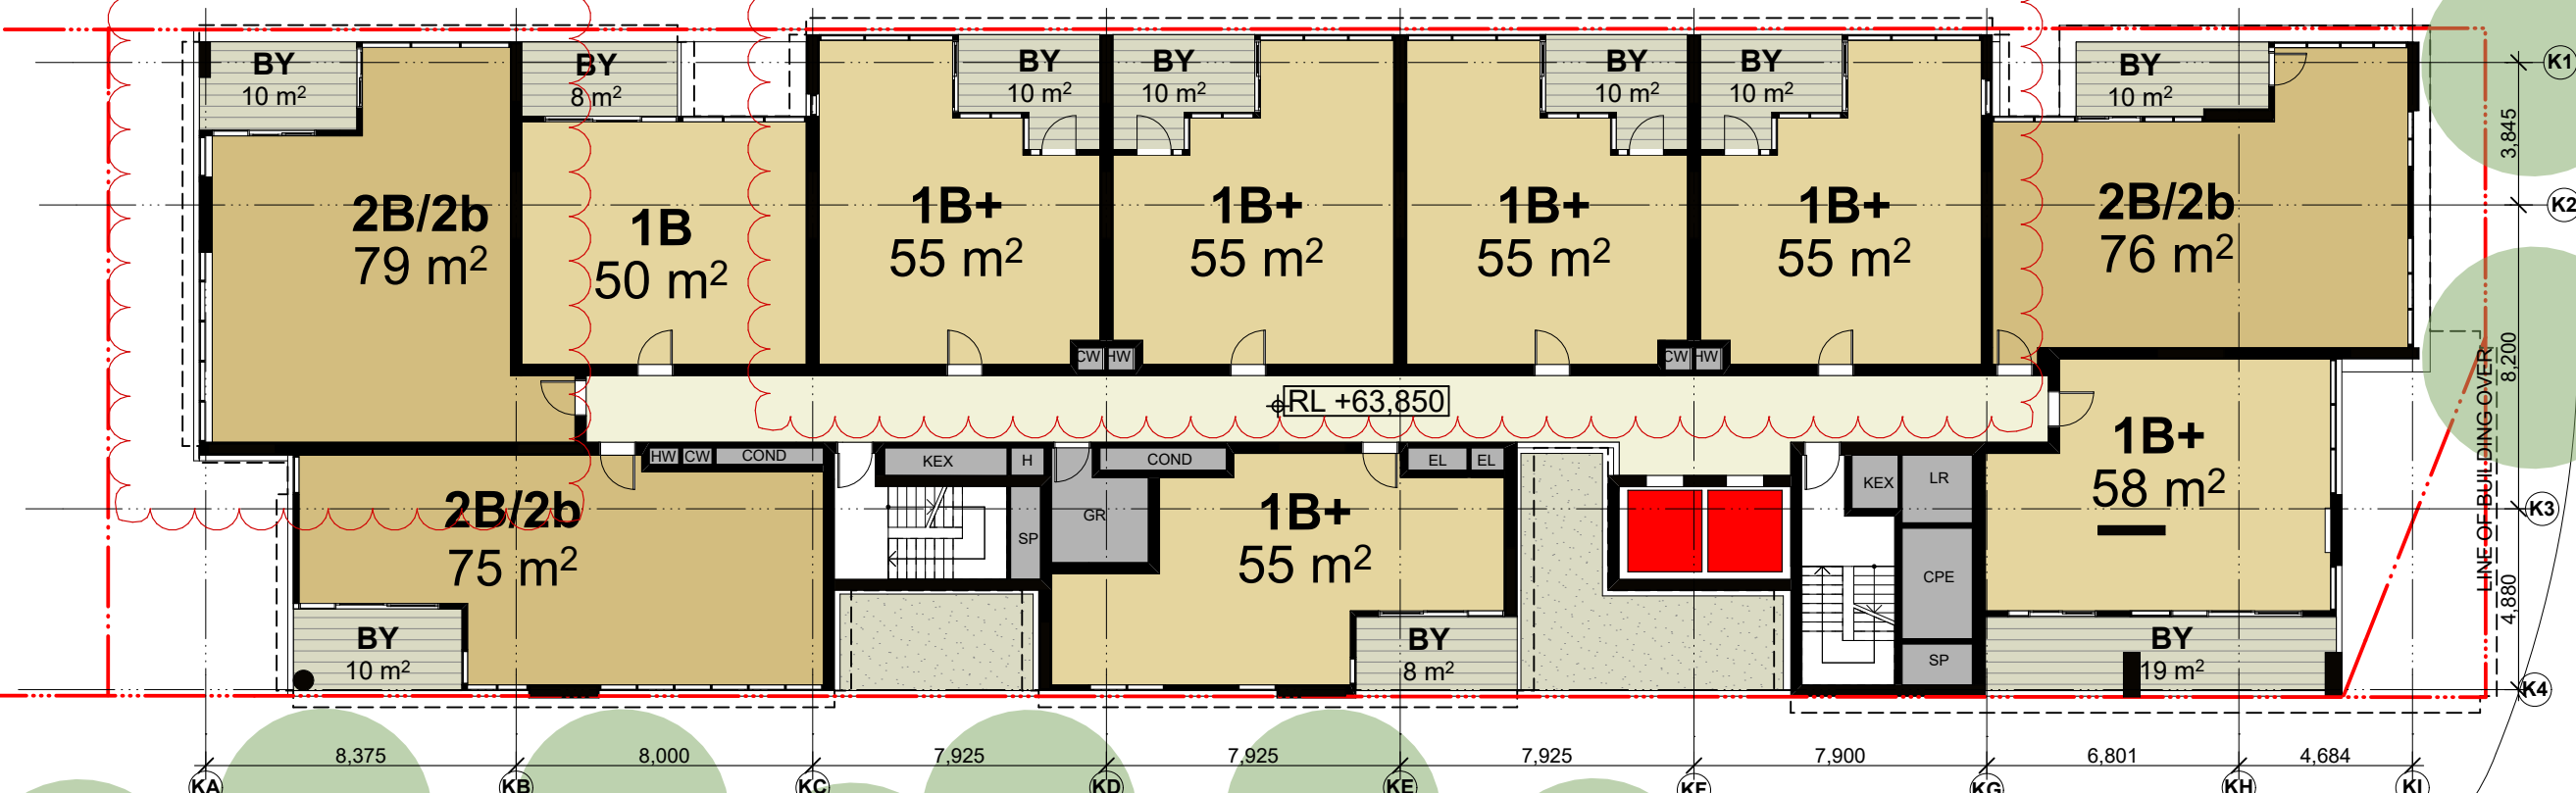 BY
10 m²
BY
8 m²
BY
10 m²
BY
10 m²
BY
10 m²
BY
10 m²
BY
10 m²
K1
3,845
2B/2b
79 m²
1B
50 m²
1B+
55 m²
1B+
55 m²
1B+
55 m²
1B+
55 m²
2B/2b
76 m²
K2
CW HW
CW HW
8,200
LINE OF BUILDING OVER
RL +63,850
HW CW COND
KEX H
COND
EL EL
KEX
LR
1B+
58 m²
2B/2b
75 m²
GR
SP
1B+
55 m²
K3
CPE
4,880
BY
10 m²
BY
8 m²
SP
BY
19 m²
K4
8,375
8,000
7,925
7,925
7,925
7,900
6,801
4,684
KA
KB
KC
KD
KE
KF
KG
KH
KI